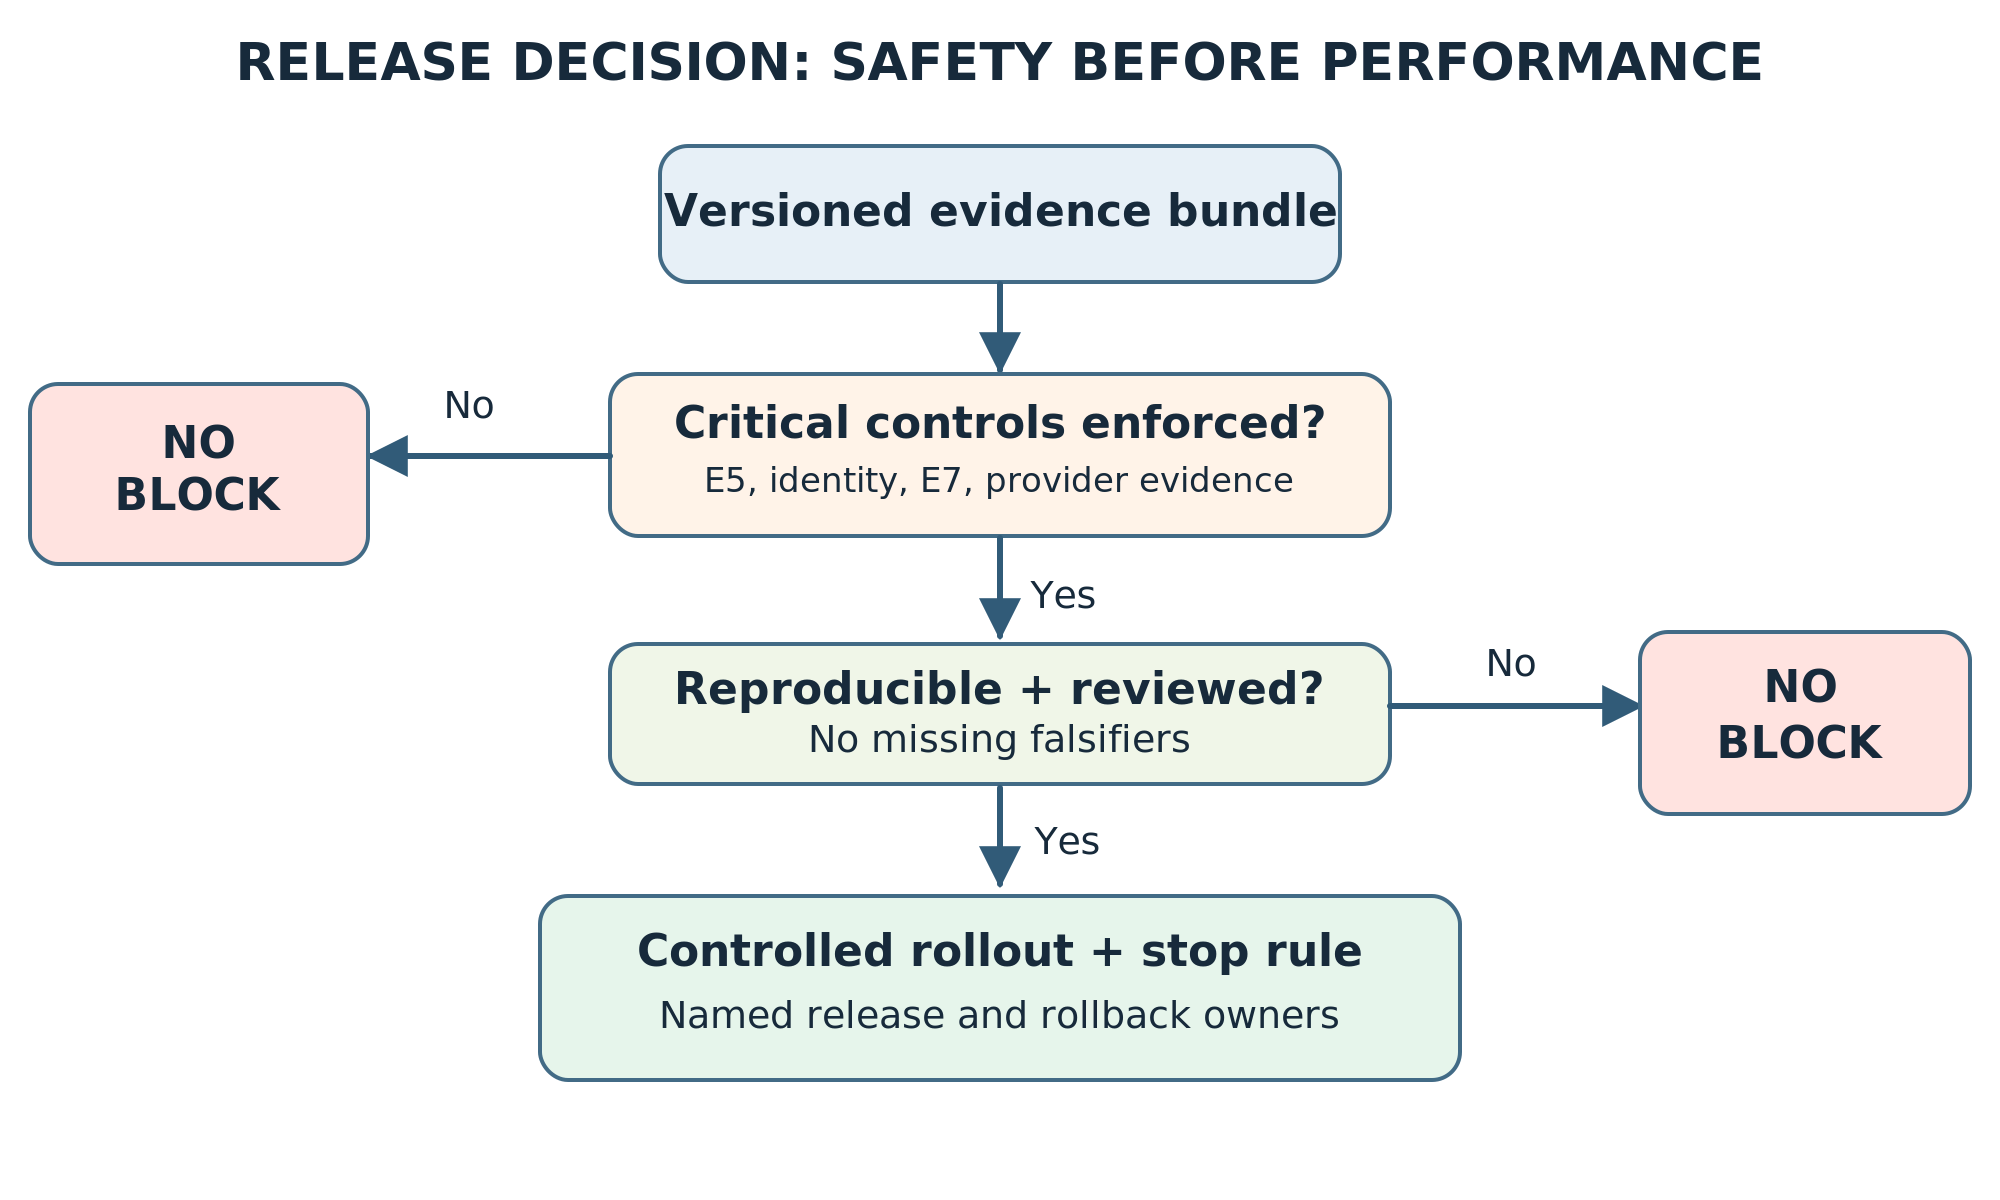 RELEASE DECISION: SAFETY BEFORE PERFORMANCE
Versioned evidence bundle
No
NO
BLOCK
Critical controls enforced?
E5, identity, E7, provider evidence
Yes
Reproducible + reviewed?
No missing falsifiers
No
NO
BLOCK
Yes
Controlled rollout + stop rule
Named release and rollback owners